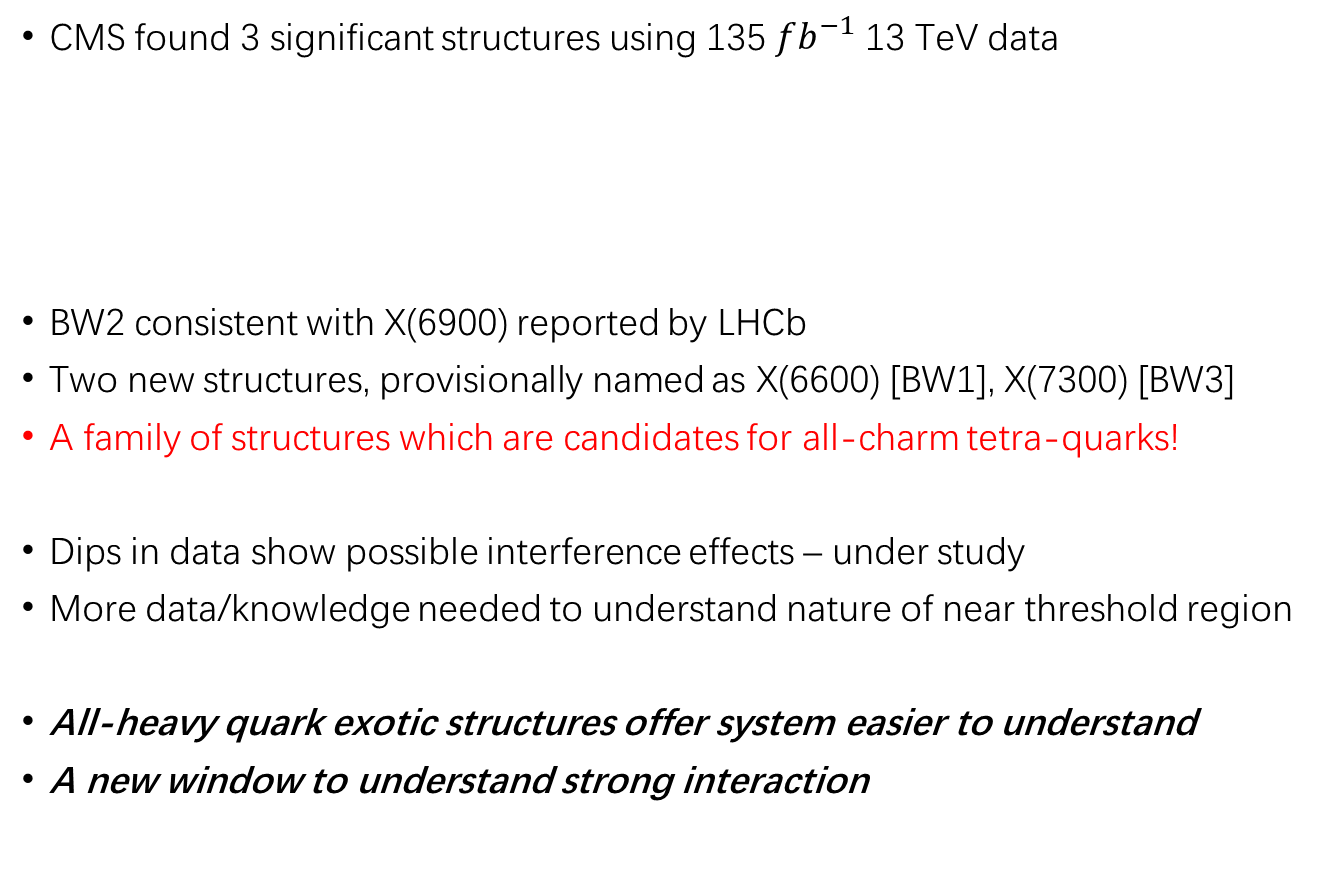 • CMS found 3 significant structures using 135 𝑓𝑏⁻¹ 13 TeV data
• BW2 consistent with X(6900) reported by LHCb
• Two new structures, provisionally named as X(6600) [BW1], X(7300) [BW3]
• A family of structures which are candidates for all-charm tetra-quarks!
• Dips in data show possible interference effects – under study
• More data/knowledge needed to understand nature of near threshold region
• All-heavy quark exotic structures offer system easier to understand
• A new window to understand strong interaction